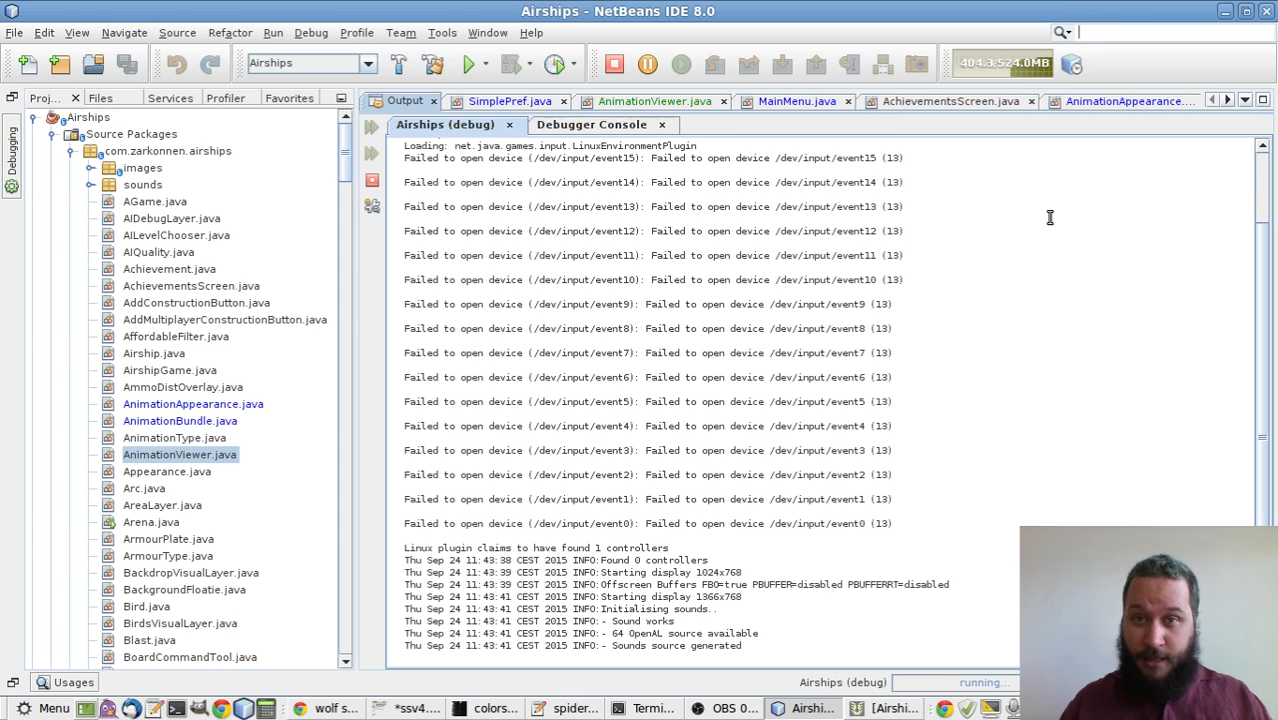 Airships - NetBeans IDE 8.0
File Edit View Navigate Source Refactor Run Debug Profile Team Tools Window Help
Airships
404.3/524.0MB
Proj... Files Services Profiler Favorites
Output SimplePref.java AnimationViewer.java MainMenu.java AchievementsScreen.java AnimationAppearance....
Debugging
Airships (debug) Debugger Console
Airships
Source Packages
com.zarkonnen.airships
images
sounds
AGame.java
AIDebugLayer.java
AILevelChooser.java
AIQuality.java
Achievement.java
AchievementsScreen.java
AddConstructionButton.java
AddMultiplayerConstructionButton.java
AffordableFilter.java
Airship.java
AirshipGame.java
AmmoDistOverlay.java
AnimationAppearance.java
AnimationBundle.java
AnimationType.java
AnimationViewer.java
Appearance.java
Arc.java
AreaLayer.java
Arena.java
ArmourPlate.java
ArmourType.java
BackdropVisualLayer.java
BackgroundFloatie.java
Bird.java
BirdsVisualLayer.java
Blast.java
BoardCommandTool.java
Loading: net.java.games.input.LinuxEnvironmentPlugin
Failed to open device (/dev/input/event15): Failed to open device /dev/input/event15 (13)
Failed to open device (/dev/input/event14): Failed to open device /dev/input/event14 (13)
Failed to open device (/dev/input/event13): Failed to open device /dev/input/event13 (13)
Failed to open device (/dev/input/event12): Failed to open device /dev/input/event12 (13)
Failed to open device (/dev/input/event11): Failed to open device /dev/input/event11 (13)
Failed to open device (/dev/input/event10): Failed to open device /dev/input/event10 (13)
Failed to open device (/dev/input/event9): Failed to open device /dev/input/event9 (13)
Failed to open device (/dev/input/event8): Failed to open device /dev/input/event8 (13)
Failed to open device (/dev/input/event7): Failed to open device /dev/input/event7 (13)
Failed to open device (/dev/input/event6): Failed to open device /dev/input/event6 (13)
Failed to open device (/dev/input/event5): Failed to open device /dev/input/event5 (13)
Failed to open device (/dev/input/event4): Failed to open device /dev/input/event4 (13)
Failed to open device (/dev/input/event3): Failed to open device /dev/input/event3 (13)
Failed to open device (/dev/input/event2): Failed to open device /dev/input/event2 (13)
Failed to open device (/dev/input/event1): Failed to open device /dev/input/event1 (13)
Failed to open device (/dev/input/event0): Failed to open device /dev/input/event0 (13)
Linux plugin claims to have found 1 controllers
Thu Sep 24 11:43:38 CEST 2015 INFO:Found 0 controllers
Thu Sep 24 11:43:39 CEST 2015 INFO:Starting display 1024x768
Thu Sep 24 11:43:39 CEST 2015 INFO:Offscreen Buffers FBO=true PBUFFER=disabled PBUFFERRT=disabled
Thu Sep 24 11:43:41 CEST 2015 INFO:Starting display 1366x768
Thu Sep 24 11:43:41 CEST 2015 INFO:Initialising sounds..
Thu Sep 24 11:43:41 CEST 2015 INFO:- Sound works
Thu Sep 24 11:43:41 CEST 2015 INFO:- 64 OpenAL source available
Thu Sep 24 11:43:41 CEST 2015 INFO:- Sounds source generated
Usages
Airships (debug) running...
Menu wolf s... *ssv4.... colors... spider... Termi... OBS 0... Airshi... [Airshi...